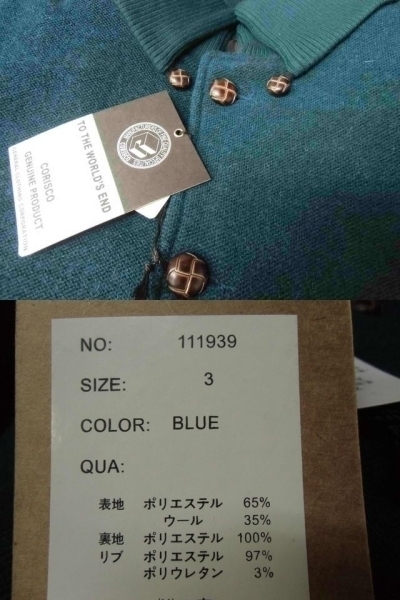 TO THE WORLD'S END
COBISCO
GENUINE PRODUCT
NO: 111939
SIZE: 3
COLOR: BLUE
QUA:
表地 ポリエステル 65%
ウール 35%
裏地 ポリエステル 100%
リブ ポリエステル 97%
ポリウレタン 3%